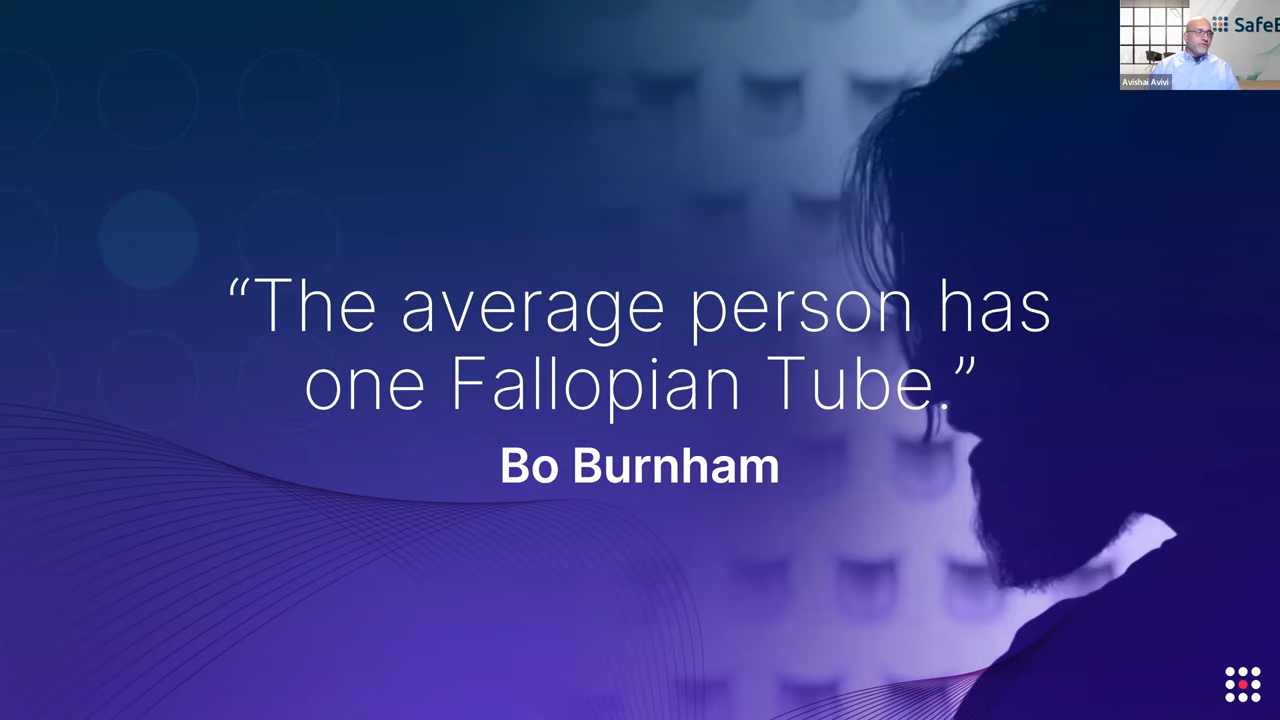 SafeB
Avishai Avivi
“The average person has
one Fallopian Tube.”
Bo Burnham